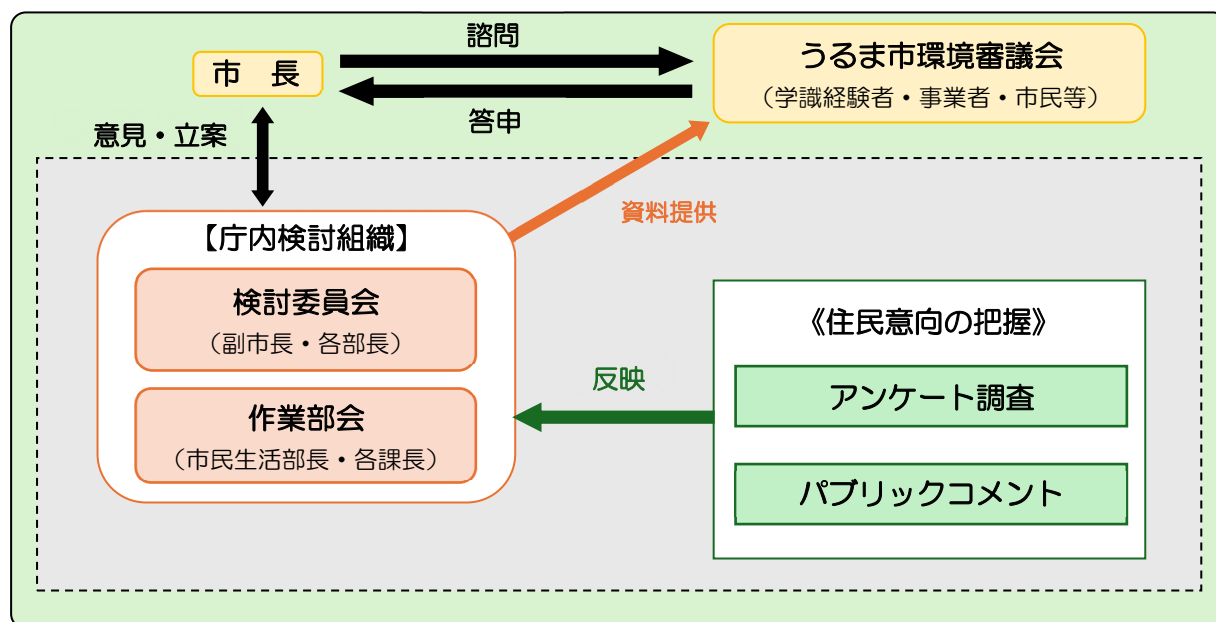 諮問
市　長
うるま市環境審議会
（学識経験者・事業者・市民等）
答申
意見・立案
資料提供
【庁内検討組織】
検討委員会
（副市長・各部長）
作業部会
（市民生活部長・各課長）
反映
《住民意向の把握》
アンケート調査
パブリックコメント